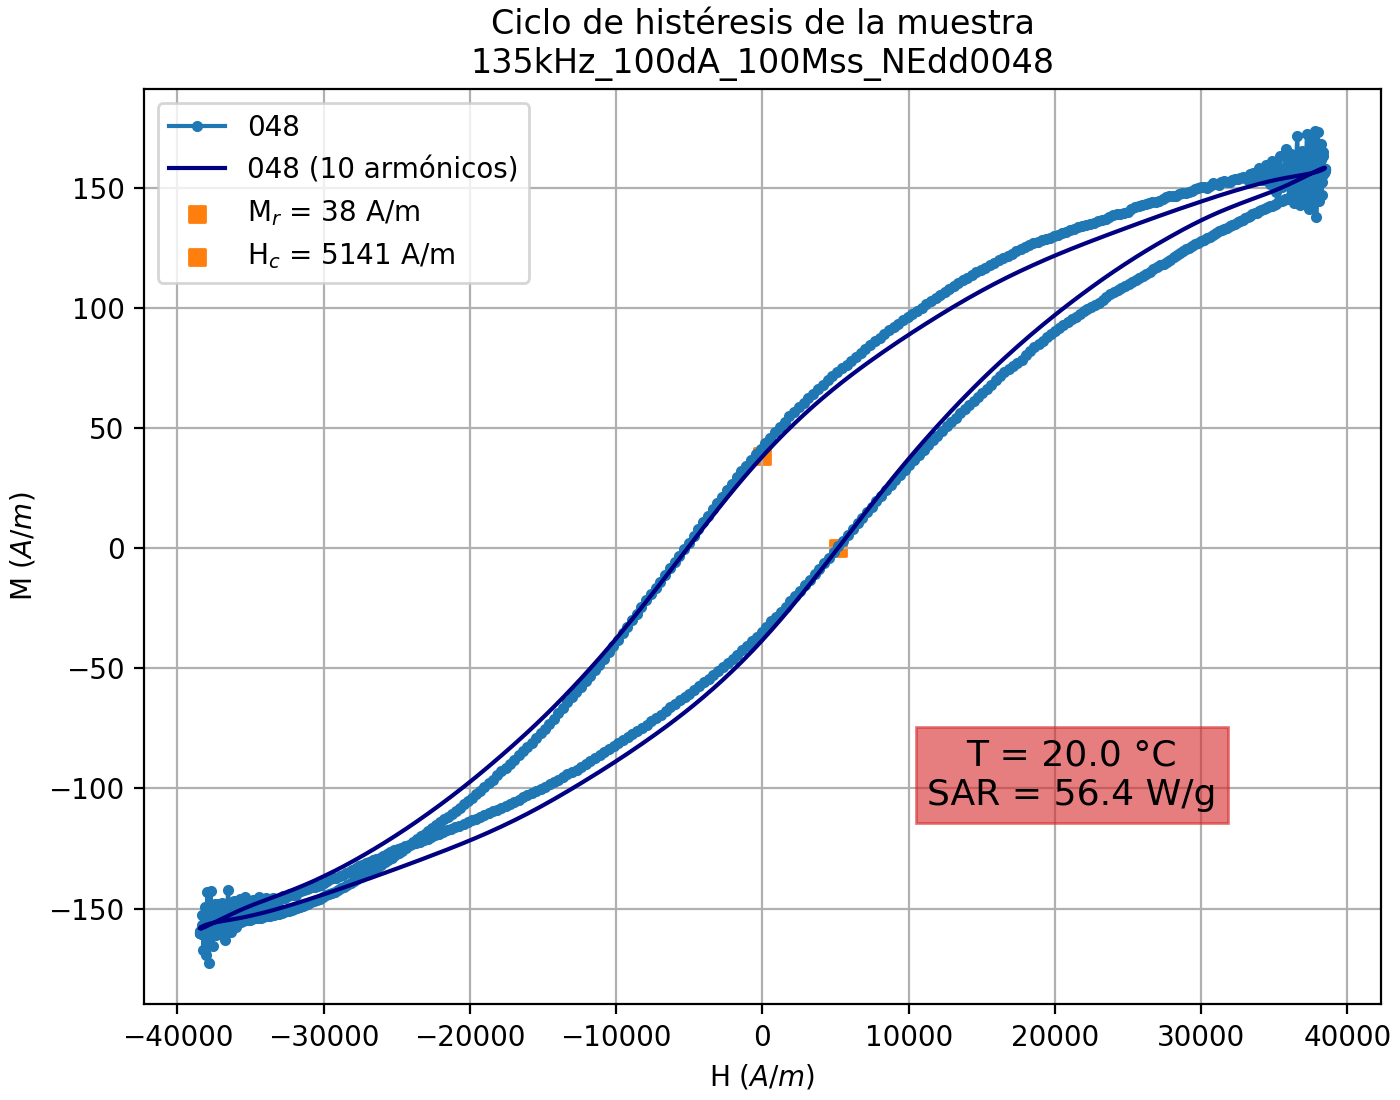 Ciclo de histéresis de la muestra
135kHz_100dA_100Mss_NEdd0048
048
048 (10 armónicos)
Mᵣ = 38 A/m
H_c = 5141 A/m
150
100
50
0
−50
−100
−150
M (A/m)
T = 20.0 °C
SAR = 56.4 W/g
−40000 −30000 −20000 −10000 0 10000 20000 30000 40000
H (A/m)